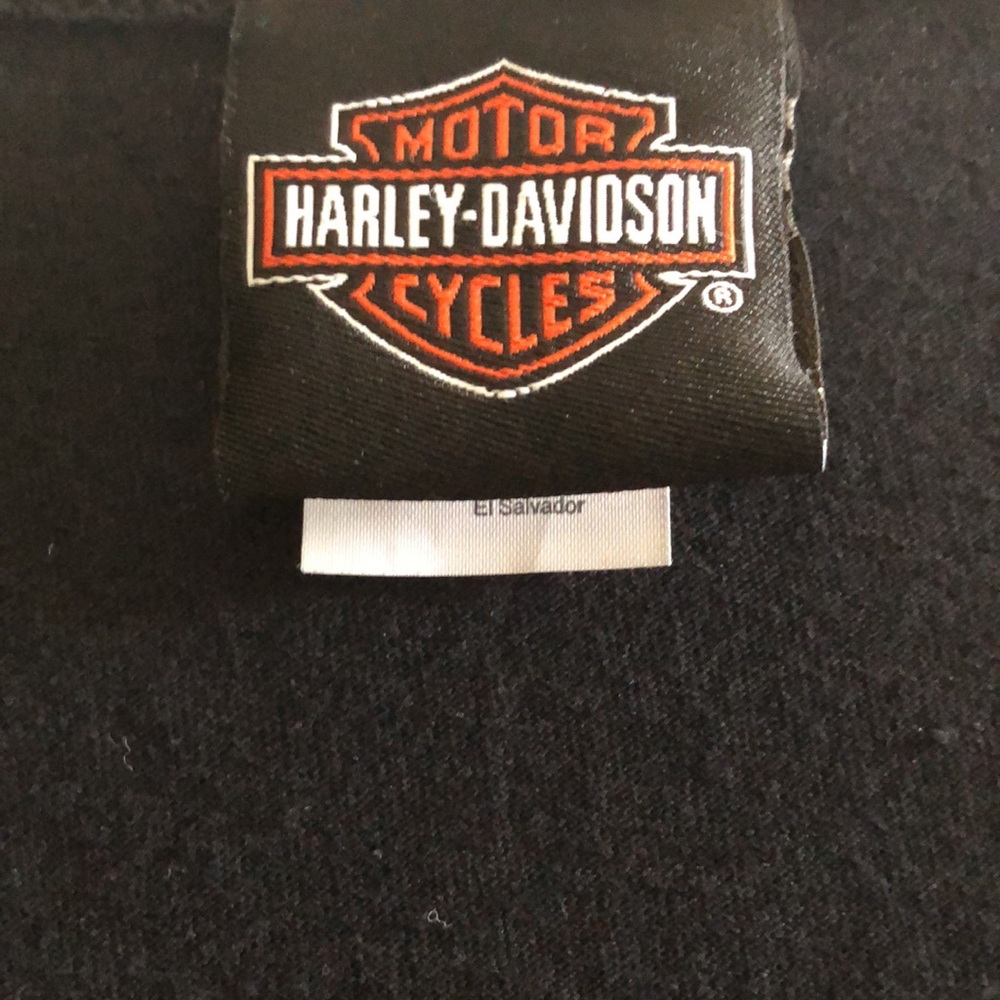 MOTOR
HARLEY-DAVIDSON
CYCLES
®
El Salvador